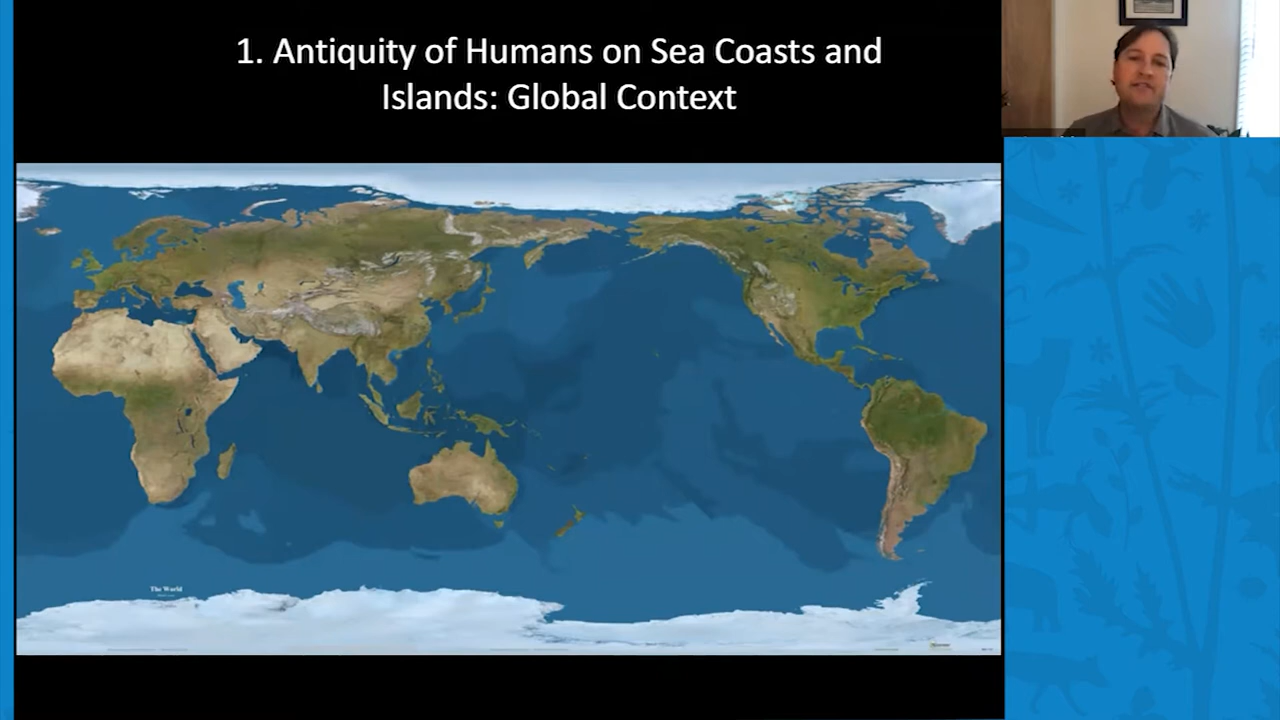 1. Antiquity of Humans on Sea Coasts and
Islands: Global Context
The World